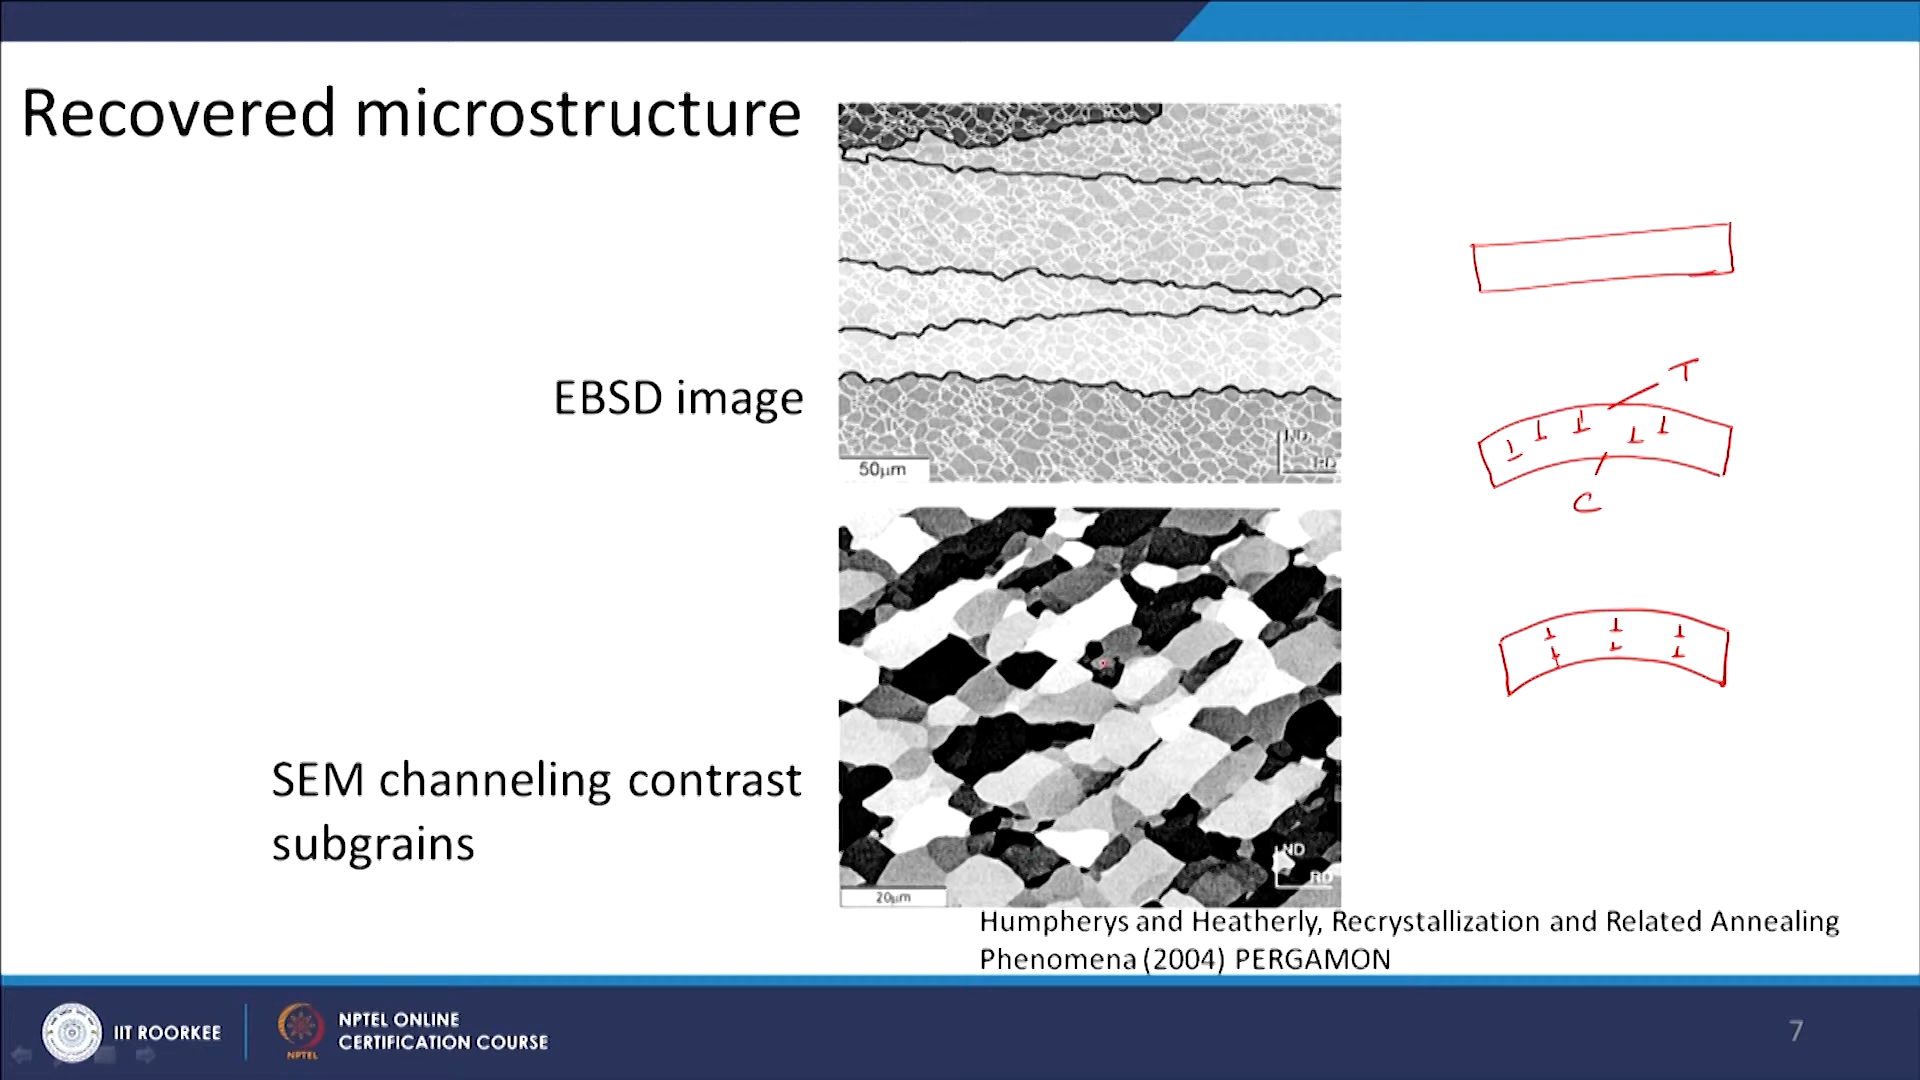 Recovered microstructure
EBSD image
50μm
ND
RD
T
C
SEM channeling contrast
subgrains
20μm
ND
RD
Humpherys and Heatherly, Recrystallization and Related Annealing
Phenomena (2004) PERGAMON
IIT ROORKEE
NPTEL
NPTEL ONLINE
CERTIFICATION COURSE
7